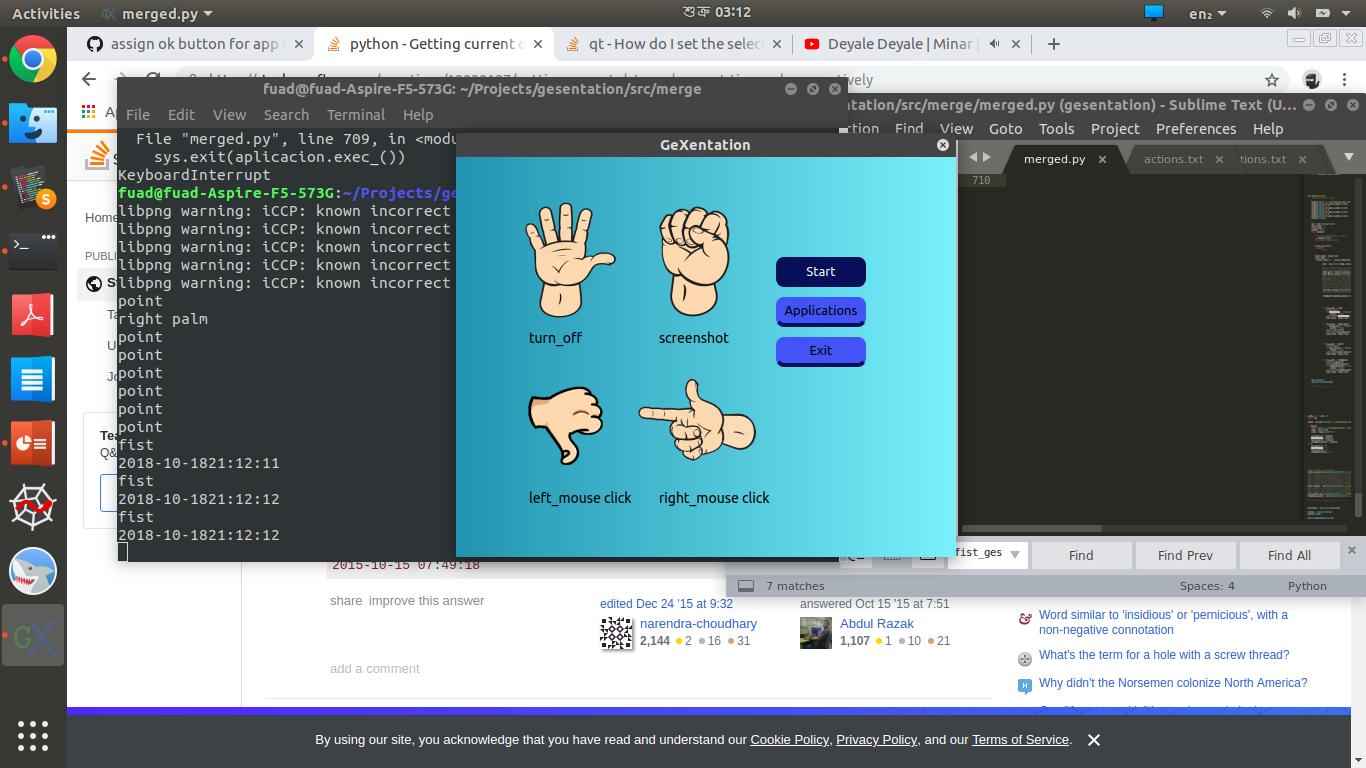 Activities merged.py শুক্র 03:12 en₂
assign ok button for app
python - Getting current
qt - How do I set the selec
Deyale Deyale | Minar
fuad@fuad-Aspire-F5-573G: ~/Projects/gesentation/src/merge
File Edit View Search Terminal Help
File "merged.py", line 709, in <modu
sys.exit(aplicacion.exec_())
KeyboardInterrupt
fuad@fuad-Aspire-F5-573G:~/Projects/ge
libpng warning: iCCP: known incorrect
libpng warning: iCCP: known incorrect
libpng warning: iCCP: known incorrect
libpng warning: iCCP: known incorrect
libpng warning: iCCP: known incorrect
point
right palm
point
point
point
point
point
point
fist
2018-10-1821:12:11
fist
2018-10-1821:12:12
fist
2018-10-1821:12:12
GeXentation
turn_off
screenshot
left_mouse click
right_mouse click
Start
Applications
Exit
ntation/src/merge/merged.py (gesentation) - Sublime Text (U...
ction Find View Goto Tools Project Preferences Help
merged.py
actions.txt
tions.txt
710
fist_ges
Find
Find Prev
Find All
7 matches
Spaces: 4
Python
Home
PUBLI
Tea
Q&
2015-10-15 07:49:18
share improve this answer
edited Dec 24 '15 at 9:32
narendra-choudhary
2,144 2 16 31
answered Oct 15 '15 at 7:51
Abdul Razak
1,107 1 10 21
add a comment
Word similar to 'insidious' or 'pernicious', with a
non-negative connotation
What's the term for a hole with a screw thread?
Why didn't the Norsemen colonize North America?
By using our site, you acknowledge that you have read and understand our Cookie Policy, Privacy Policy, and our Terms of Service.